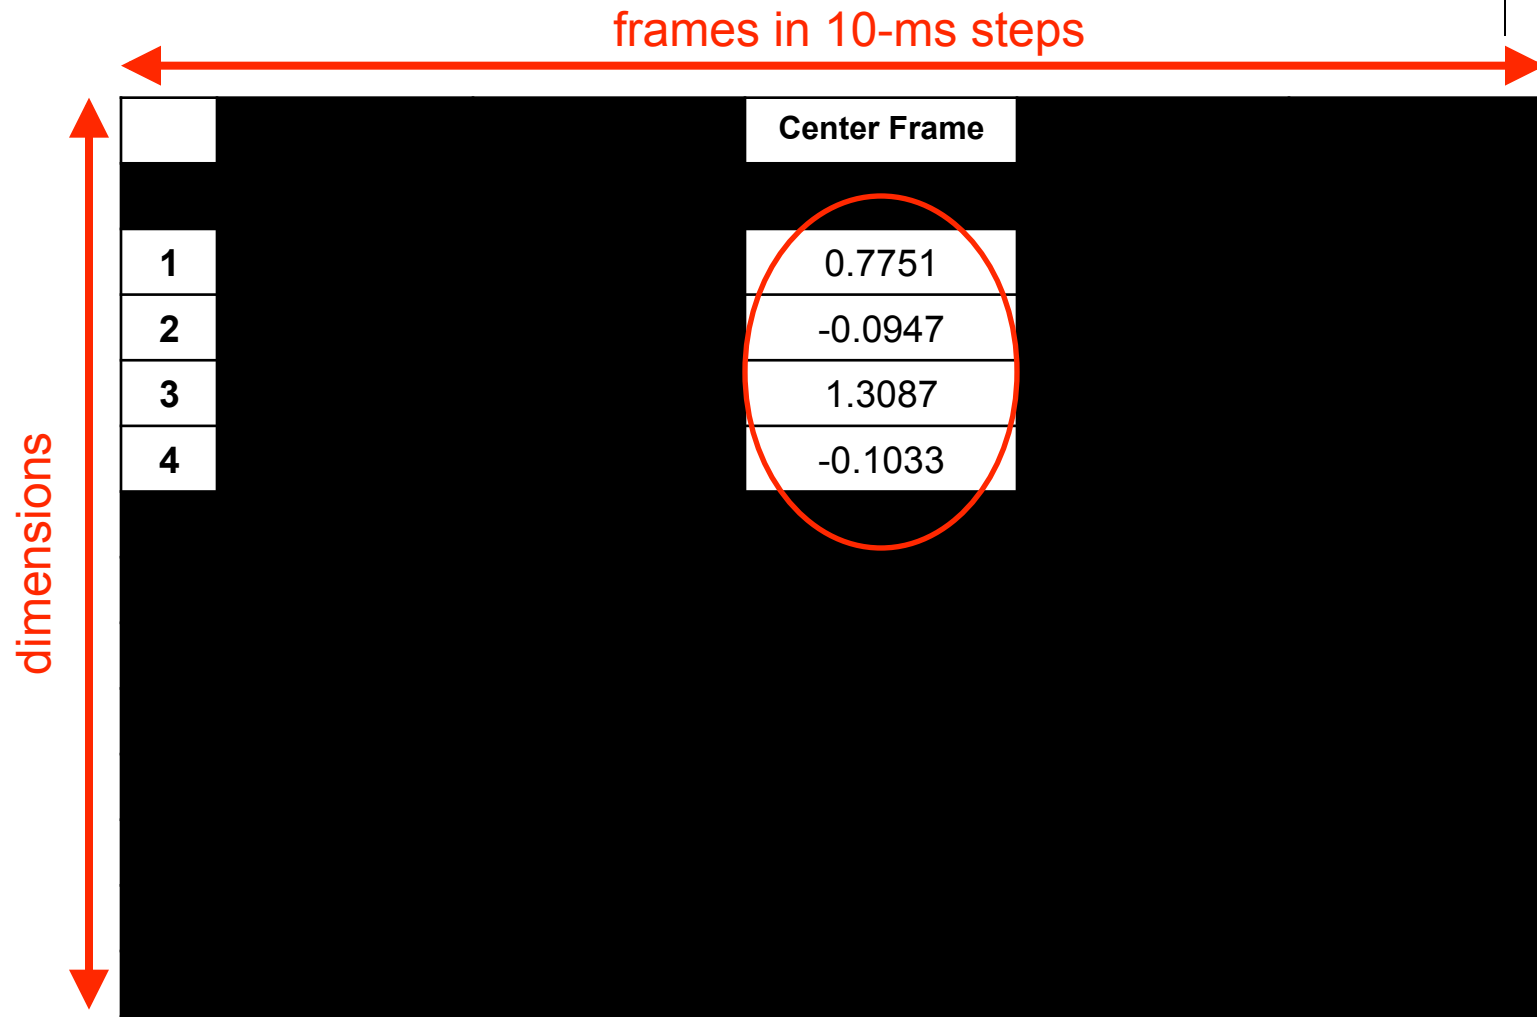 frames in 10-ms steps
Center Frame
1 0.7751
2 -0.0947
3 1.3087
4 -0.1033
dimensions